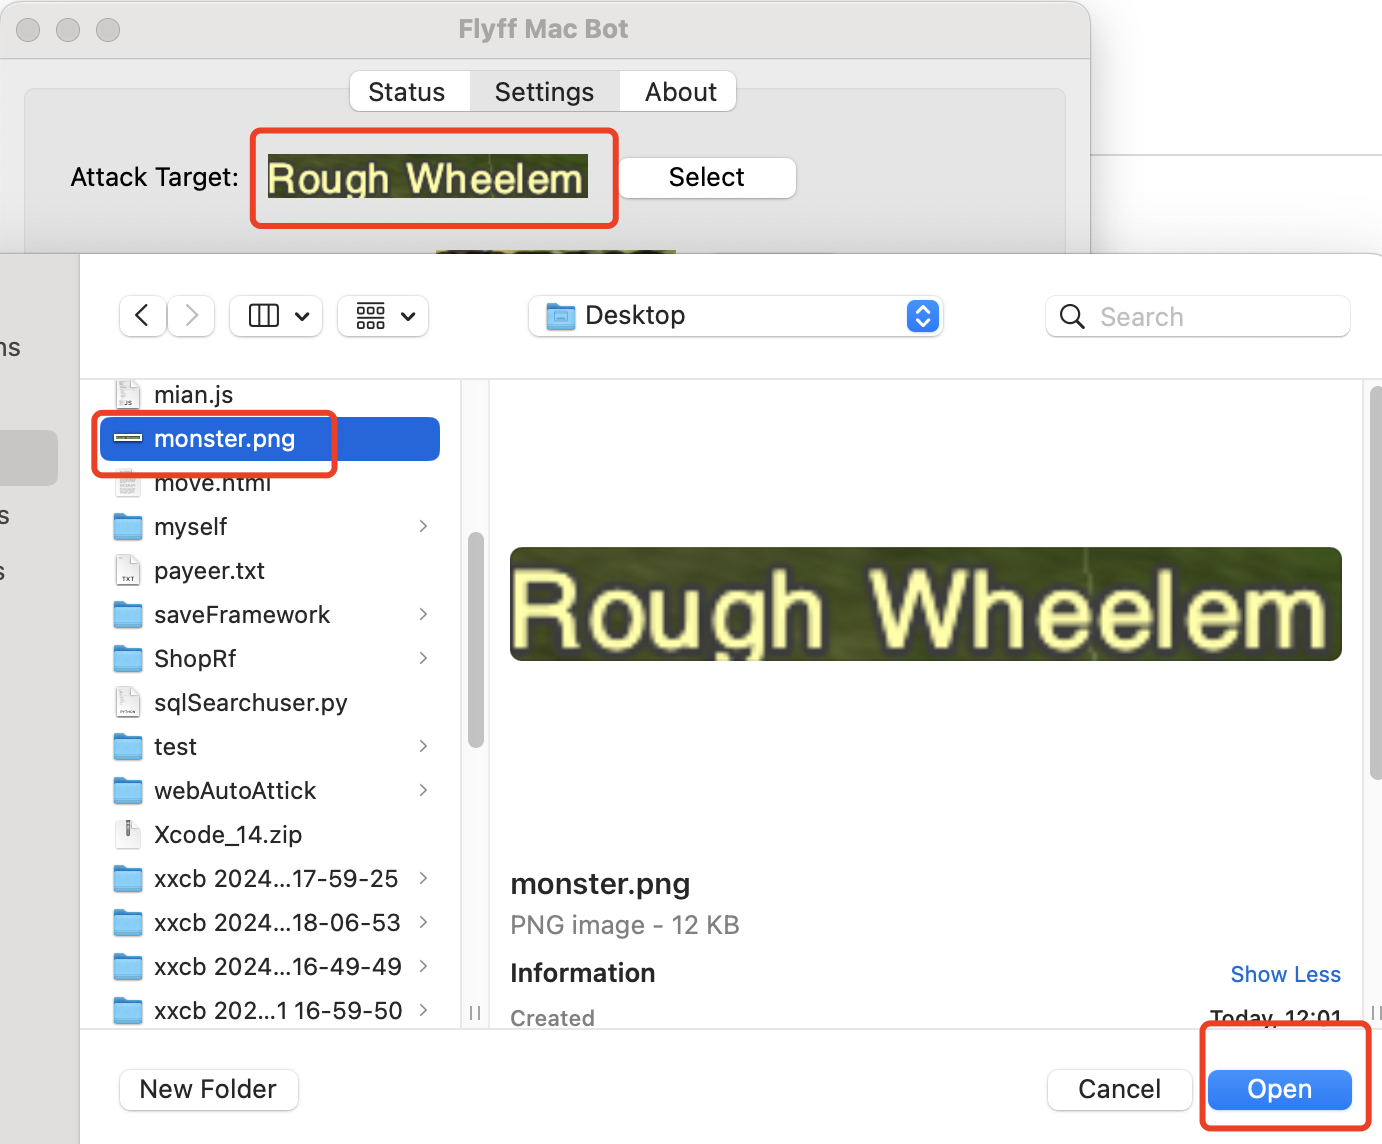 Flyff Mac Bot
Status Settings About
Attack Target: Rough Wheelem Select
Desktop
Search
ns
s
s
mian.js
JS
monster.png
move.html
myself
payeer.txt
TXT
saveFramework
ShopRf
sqlSearchuser.py
PYTHON
test
webAutoAttick
Xcode_14.zip
xxcb 2024...17-59-25
xxcb 2024...18-06-53
xxcb 2024...16-49-49
xxcb 202...1 16-59-50
Rough Wheelem
monster.png
PNG image - 12 KB
Information Show Less
Created Today, 12:01
New Folder Cancel Open